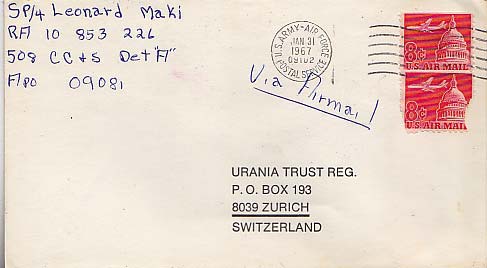 SP/4 Leonard Maki
RA 10 853 226
508 CC & S Det "A"
APO 09081
U.S. ARMY-AIR FORCE
JAN 31
1967
09102
POSTAL SERVICE
Via Airmail
8¢
U.S. AIR MAIL
8¢
U.S. AIR MAIL
URANIA TRUST REG.
P. O. BOX 193
8039 ZURICH
SWITZERLAND